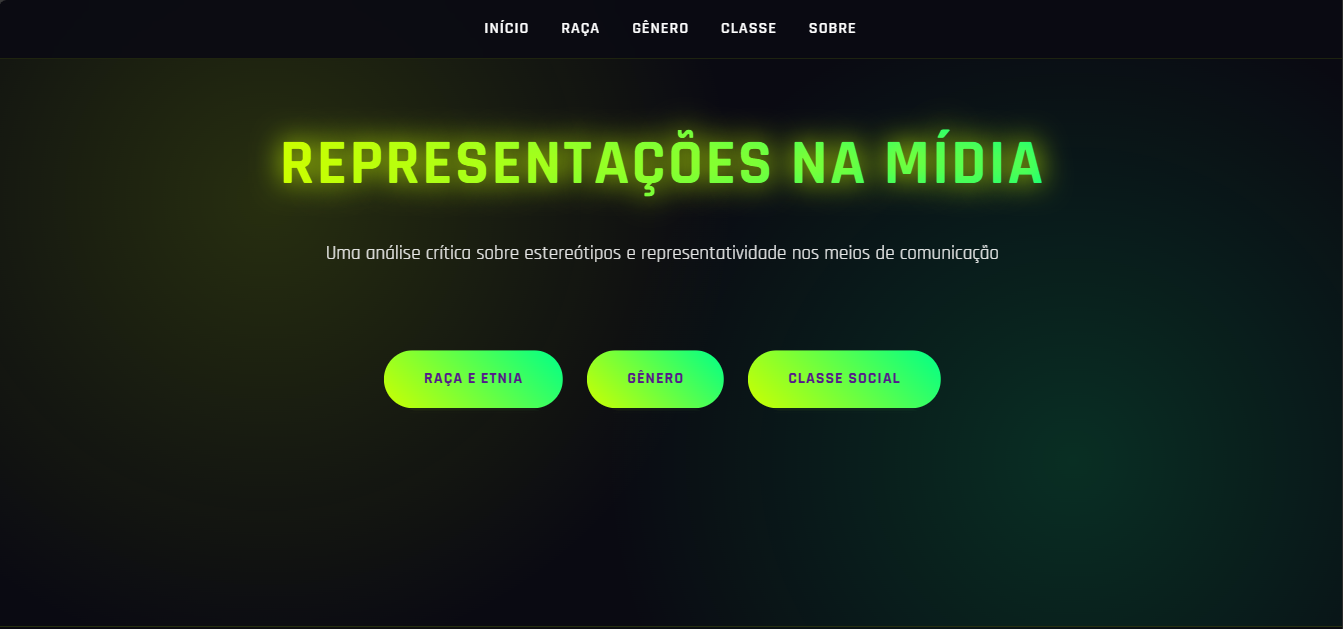 INÍCIO RAÇA GÊNERO CLASSE SOBRE
REPRESENTAÇÕES NA MÍDIA
Uma análise crítica sobre estereótipos e representatividade nos meios de comunicação
RAÇA E ETNIA GÊNERO CLASSE SOCIAL